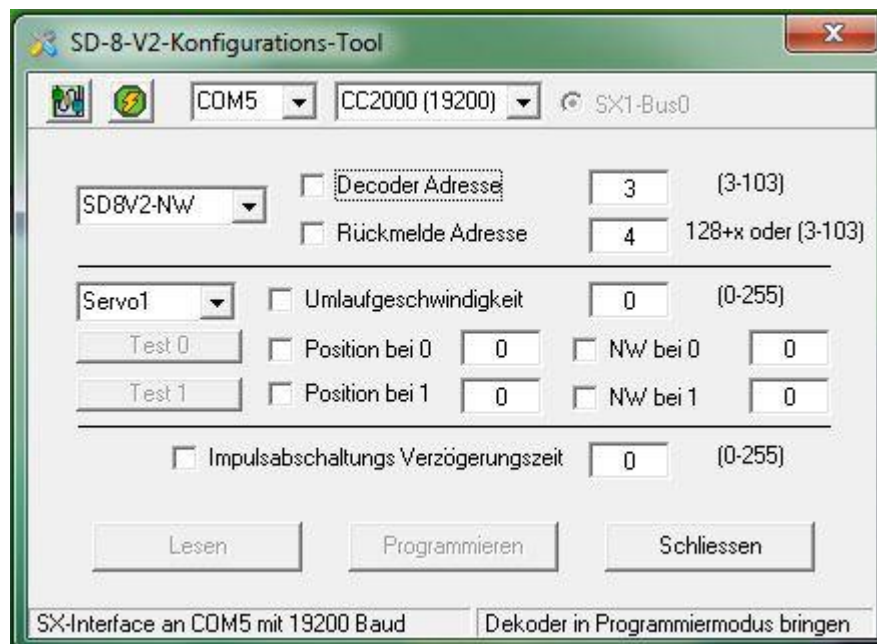 SD-8-V2-Konfigurations-Tool
COM5 CC2000 (19200) SX1-Bus0
SD8V2-NW
Decoder Adresse 3 (3-103)
Rückmelde Adresse 4 128+x oder (3-103)
Servo1 Umlaufgeschwindigkeit 0 (0-255)
Test 0 Position bei 0 0 NW bei 0 0
Test 1 Position bei 1 0 NW bei 1 0
Impulsabschaltungs Verzögerungszeit 0 (0-255)
Lesen Programmieren Schliessen
SX-Interface an COM5 mit 19200 Baud Dekoder in Programmiermodus bringen